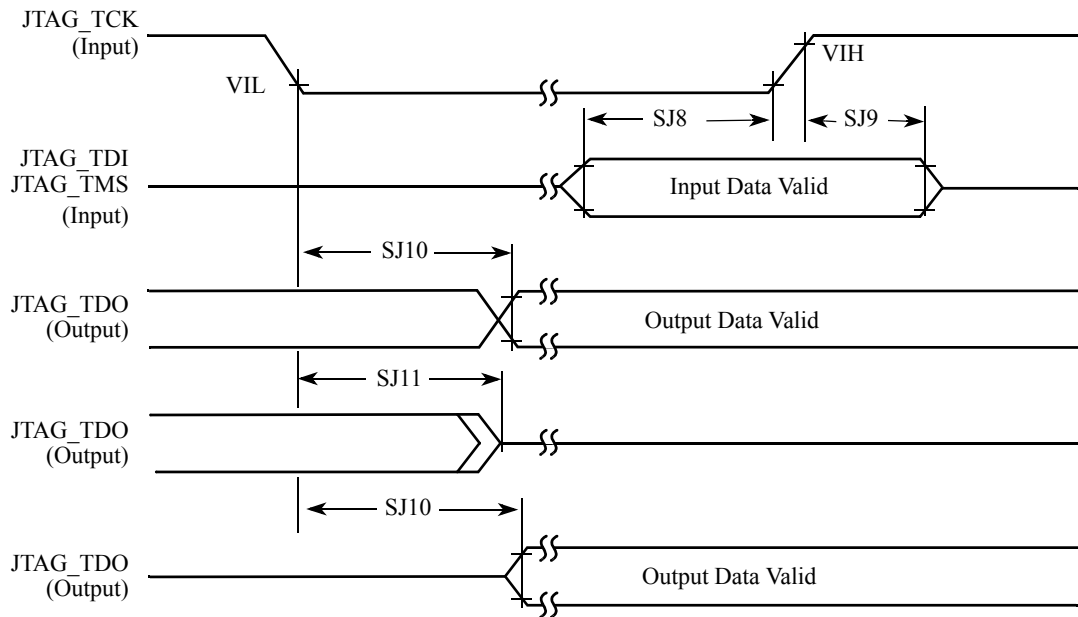 JTAG_TCK
(Input)
VIL
VIH
SJ8
SJ9
JTAG_TDI
JTAG_TMS
(Input)
Input Data Valid
SJ10
JTAG_TDO
(Output)
Output Data Valid
SJ11
JTAG_TDO
(Output)
SJ10
JTAG_TDO
(Output)
Output Data Valid